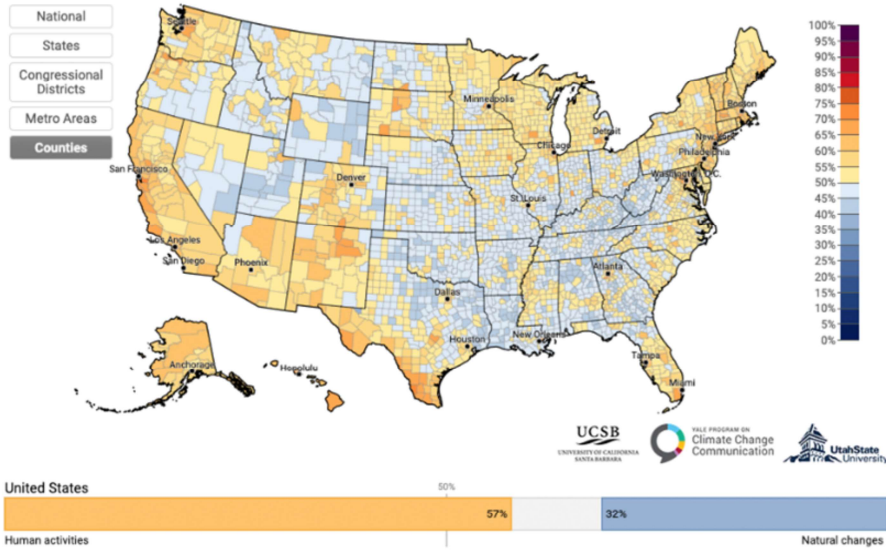 National
States
Congressional
Districts
Metro Areas
Counties
Seattle
Minneapolis
Boston
Detroit
Chicago
New York
Philadelphia
San Francisco
Denver
Washington, D.C.
St. Louis
Los Angeles
San Diego
Phoenix
Atlanta
Dallas
Houston
New Orleans
Tampa
Miami
Anchorage
Honolulu
100%
95%
90%
85%
80%
75%
70%
65%
60%
55%
50%
45%
40%
35%
30%
25%
20%
15%
10%
5%
0%
UCSB
UNIVERSITY OF CALIFORNIA
SANTA BARBARA
YALE PROGRAM ON
Climate Change
Communication
UtahState
University
United States
50%
57%
32%
Human activities
Natural changes